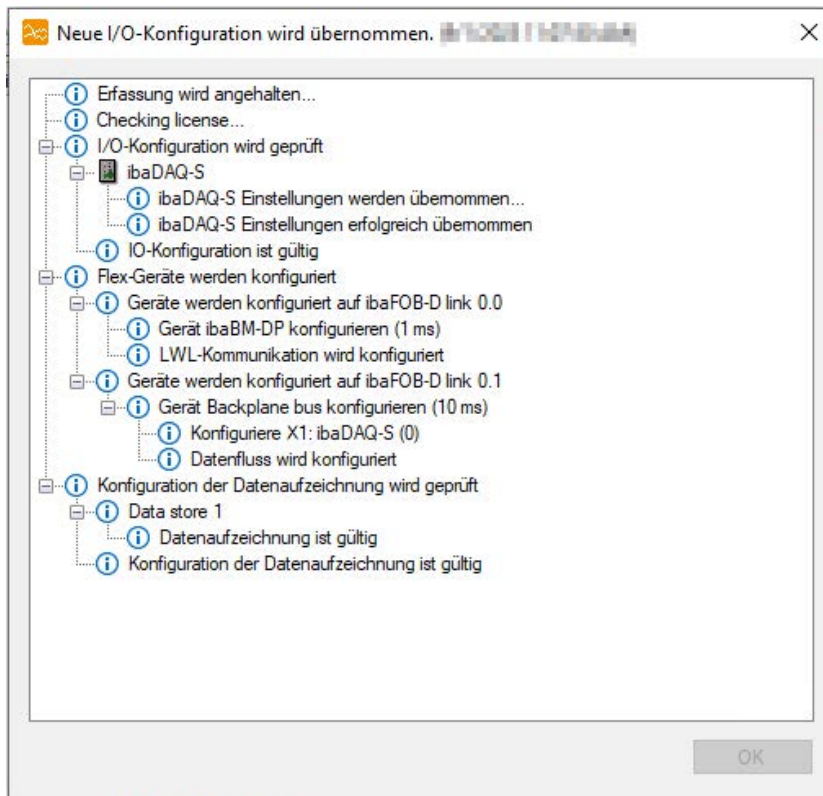 Neue I/O-Konfiguration wird übernommen.
Erfassung wird angehalten...
Checking license...
I/O-Konfiguration wird geprüft
ibaDAQ-S
ibaDAQ-S Einstellungen werden übernommen...
ibaDAQ-S Einstellungen erfolgreich übernommen
IO-Konfiguration ist gültig
Flex-Geräte werden konfiguriert
Geräte werden konfiguriert auf ibaFOB-D link 0.0
Gerät ibaBM-DP konfigurieren (1 ms)
LWL-Kommunikation wird konfiguriert
Geräte werden konfiguriert auf ibaFOB-D link 0.1
Gerät Backplane bus konfigurieren (10 ms)
Konfiguriere X1: ibaDAQ-S (0)
Datenfluss wird konfiguriert
Konfiguration der Datenaufzeichnung wird geprüft
Data store 1
Datenaufzeichnung ist gültig
Konfiguration der Datenaufzeichnung ist gültig
OK